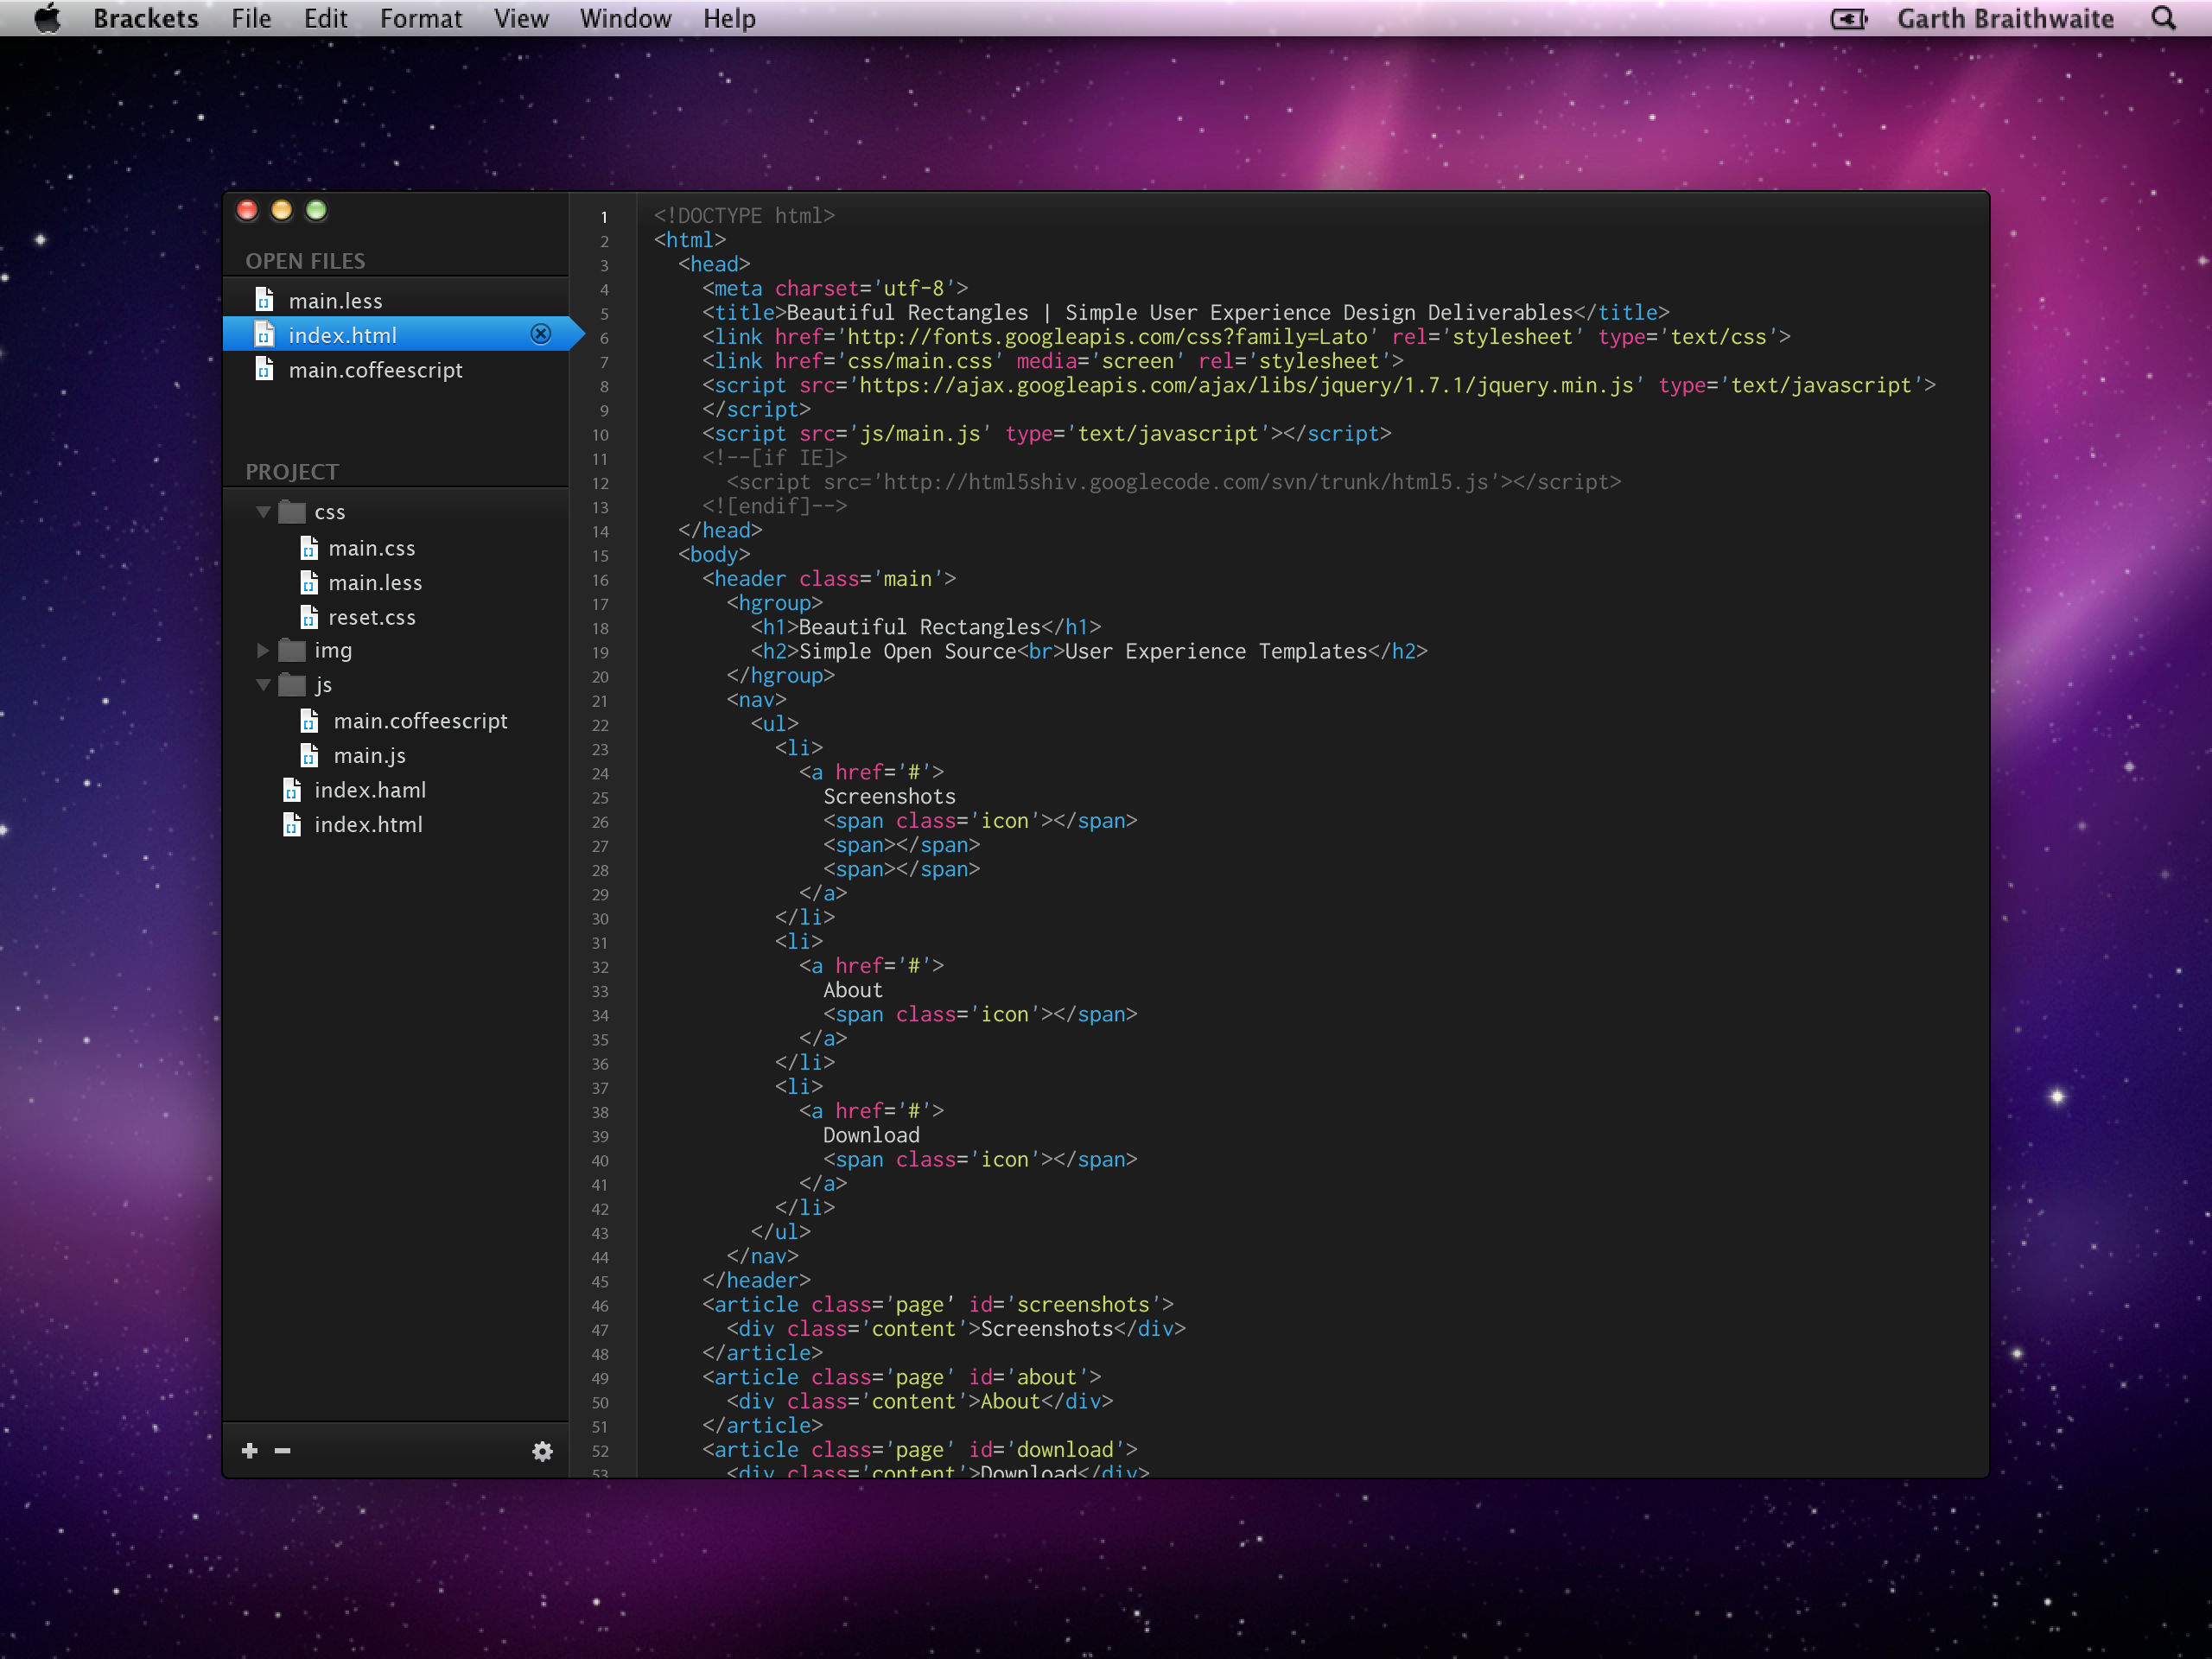 Brackets File Edit Format View Window Help Garth Braithwaite
OPEN FILES
main.less
index.html
main.coffeescript
PROJECT
css
main.css
main.less
reset.css
img
js
main.coffeescript
main.js
index.haml
index.html
1 <!DOCTYPE html>
2 <html>
3   <head>
4     <meta charset='utf-8'>
5     <title>Beautiful Rectangles | Simple User Experience Design Deliverables</title>
6     <link href='http://fonts.googleapis.com/css?family=Lato' rel='stylesheet' type='text/css'>
7     <link href='css/main.css' media='screen' rel='stylesheet'>
8     <script src='https://ajax.googleapis.com/ajax/libs/jquery/1.7.1/jquery.min.js' type='text/javascript'>
9     </script>
10     <script src='js/main.js' type='text/javascript'></script>
11     <!--[if IE]>
12       <script src='http://html5shiv.googlecode.com/svn/trunk/html5.js'></script>
13     <![endif]-->
14   </head>
15   <body>
16     <header class='main'>
17       <hgroup>
18         <h1>Beautiful Rectangles</h1>
19         <h2>Simple Open Source<br>User Experience Templates</h2>
20       </hgroup>
21       <nav>
22         <ul>
23           <li>
24             <a href='#'>
25               Screenshots
26               <span class='icon'></span>
27               <span></span>
28               <span></span>
29             </a>
30           </li>
31           <li>
32             <a href='#'>
33               About
34               <span class='icon'></span>
35             </a>
36           </li>
37           <li>
38             <a href='#'>
39               Download
40               <span class='icon'></span>
41             </a>
42           </li>
43         </ul>
44       </nav>
45     </header>
46     <article class='page' id='screenshots'>
47       <div class='content'>Screenshots</div>
48     </article>
49     <article class='page' id='about'>
50       <div class='content'>About</div>
51     </article>
52     <article class='page' id='download'>
53       <div class='content'>Download</div>